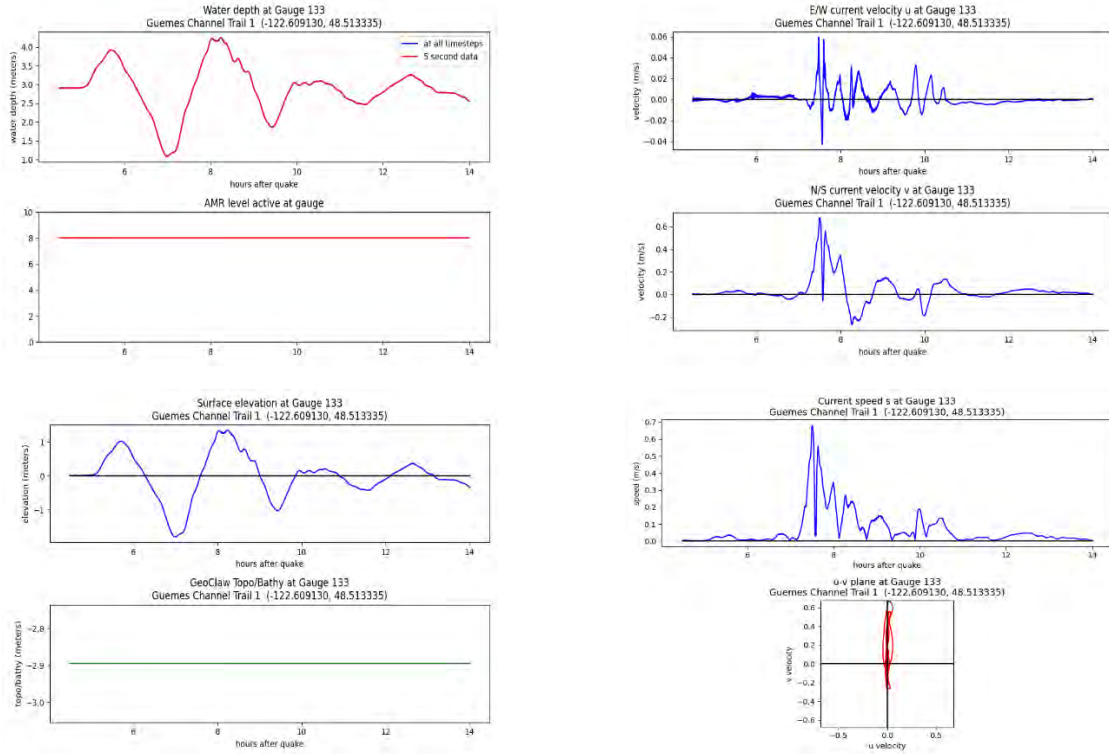 Water depth at Gauge 133
Guemes Channel Trail 1 (-122.609130, 48.513335)
at all timesteps
5 second data
water depth (meters)
4.0
3.5
3.0
2.5
2.0
1.5
1.0
6
8
10
12
14
hours after quake
AMR level active at gauge
10
8
6
4
2
0
6
8
10
12
14
hours after quake
Surface elevation at Gauge 133
Guemes Channel Trail 1 (-122.609130, 48.513335)
elevation (meters)
1
0
−1
6
8
10
12
14
hours after quake
GeoClaw Topo/Bathy at Gauge 133
Guemes Channel Trail 1 (-122.609130, 48.513335)
topo/bathy (meters)
−2.8
−2.9
−3.0
6
8
10
12
14
hours after quake
E/W current velocity u at Gauge 133
Guemes Channel Trail 1 (-122.609130, 48.513335)
velocity (m/s)
0.06
0.04
0.02
0.00
−0.02
−0.04
6
8
10
12
14
hours after quake
N/S current velocity v at Gauge 133
Guemes Channel Trail 1 (-122.609130, 48.513335)
velocity (m/s)
0.6
0.4
0.2
0.0
−0.2
6
8
10
12
14
hours after quake
Current speed s at Gauge 133
Guemes Channel Trail 1 (-122.609130, 48.513335)
speed (m/s)
0.7
0.6
0.5
0.4
0.3
0.2
0.1
0.0
6
8
10
12
14
hours after quake
u-v plane at Gauge 133
Guemes Channel Trail 1 (-122.609130, 48.513335)
v velocity
0.6
0.4
0.2
0.0
−0.2
−0.4
−0.6
−0.5
0.0
0.5
u velocity